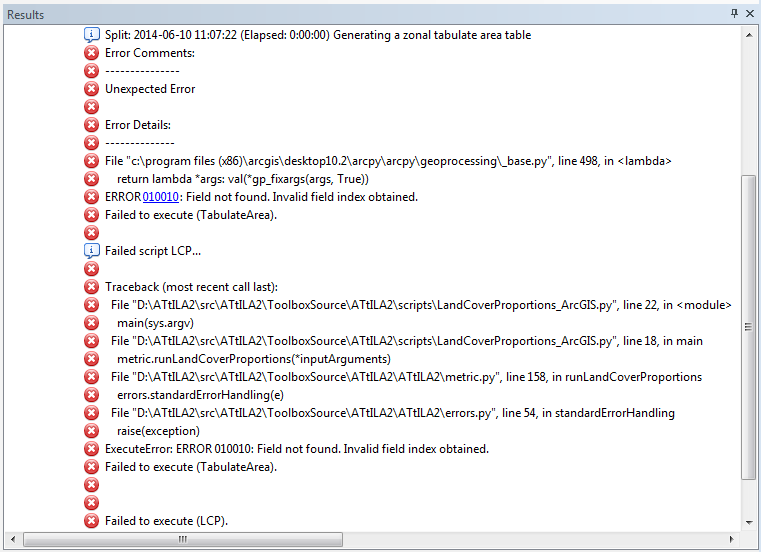 Results
Split: 2014-06-10 11:07:22 (Elapsed: 0:00:00) Generating a zonal tabulate area table
Error Comments:
---------------
Unexpected Error
Error Details:
--------------
File "c:\program files (x86)\arcgis\desktop10.2\arcpy\arcpy\geoprocessing\_base.py", line 498, in <lambda>
return lambda *args: val(*gp_fixargs(args, True))
ERROR 010010: Field not found. Invalid field index obtained.
Failed to execute (TabulateArea).
Failed script LCP...
Traceback (most recent call last):
File "D:\ATtILA2\src\ATtILA2\ToolboxSource\ATtILA2\scripts\LandCoverProportions_ArcGIS.py", line 22, in <module>
main(sys.argv)
File "D:\ATtILA2\src\ATtILA2\ToolboxSource\ATtILA2\scripts\LandCoverProportions_ArcGIS.py", line 18, in main
metric.runLandCoverProportions(*inputArguments)
File "D:\ATtILA2\src\ATtILA2\ToolboxSource\ATtILA2\ATtILA2\metric.py", line 158, in runLandCoverProportions
errors.standardErrorHandling(e)
File "D:\ATtILA2\src\ATtILA2\ToolboxSource\ATtILA2\ATtILA2\errors.py", line 54, in standardErrorHandling
raise(exception)
ExecuteError: ERROR 010010: Field not found. Invalid field index obtained.
Failed to execute (TabulateArea).
Failed to execute (LCP).